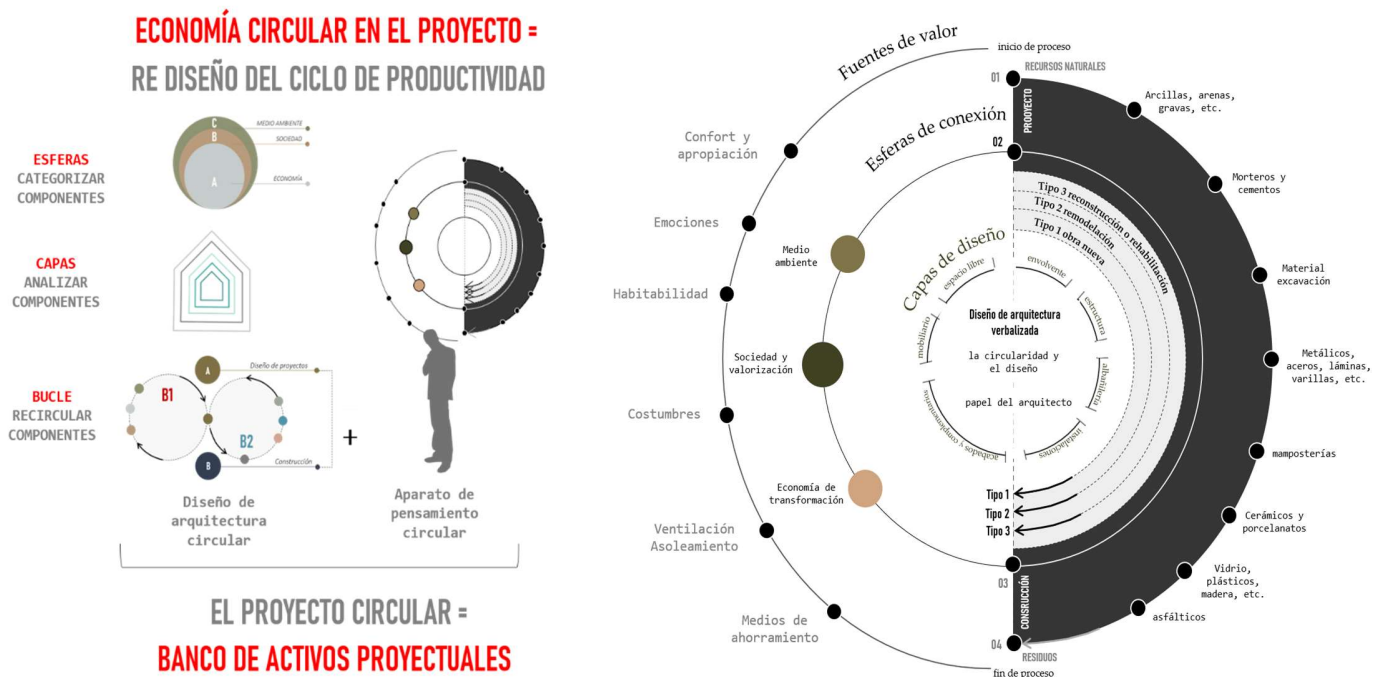 ECONOMÍA CIRCULAR EN EL PROYECTO =
RE DISEÑO DEL CICLO DE PRODUCTIVIDAD
ESFERAS
CATEGORIZAR
COMPONENTES
C
B
A
MEDIO AMBIENTE
SOCIEDAD
ECONOMÍA
CAPAS
ANALIZAR
COMPONENTES
BUCLE
RECIRCULAR
COMPONENTES
A
Diseño de proyectos
B1
B2
B
Construcción
+
Diseño de
arquitectura
circular
Aparato de
pensamiento
circular
EL PROYECTO CIRCULAR =
BANCO DE ACTIVOS PROYECTUALES
Fuentes de valor
Esferas de conexión
Capas de diseño
inicio de proceso
01
RECURSOS NATURALES
PROOYECTO
02
Confort y
apropiación
Emociones
Habitabilidad
Costumbres
Ventilación
Asoleamiento
Medios de
ahorramiento
Medio
ambiente
Sociedad y
valorización
Economía de
transformación
Tipo 3 reconstrucción o rehabilitación
Tipo 2 remodelación
Tipo 1 obra nueva
espacio libre
envolvente
estructura
albañilería
instalaciones
acabados y complementarios
mobiliario
Diseño de arquitectura
verbalizada
la circularidad y
el diseño
papel del arquitecto
Tipo 1
Tipo 2
Tipo 3
Arcillas, arenas,
gravas, etc.
Morteros y
cementos
Material
excavación
Metálicos,
aceros, láminas,
varillas, etc.
mamposterías
Cerámicos y
porcelanatos
Vidrio,
plásticos,
madera, etc.
asfálticos
03
CONSRUCCIÓN
04
RESIDUOS
fin de proceso